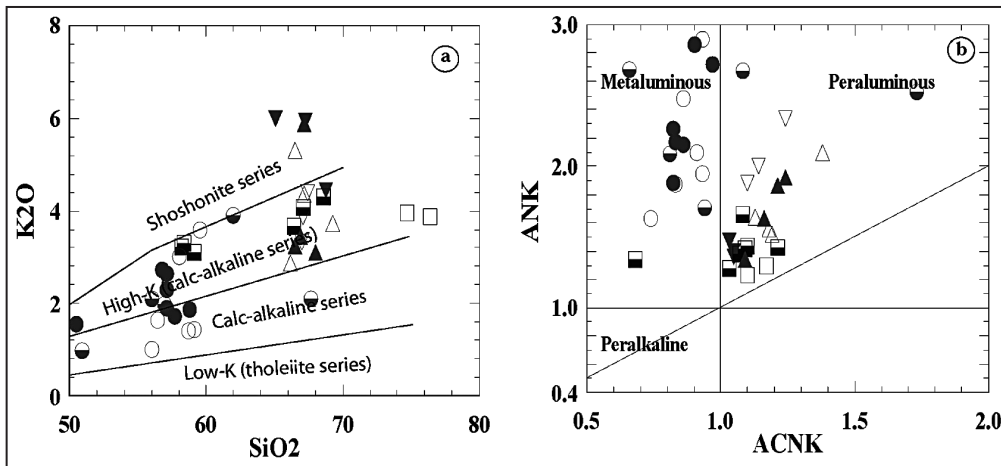 a
8
6
4
2
0
K2O
Shoshonite series
High-K (calc-alkaline series)
Calc-alkaline series
Low-K (tholeiite series)
50
60
70
80
SiO2
b
3.0
2.0
1.0
0.4
ANK
Metaluminous
Peraluminous
Peralkaline
0.5
1.0
1.5
2.0
ACNK